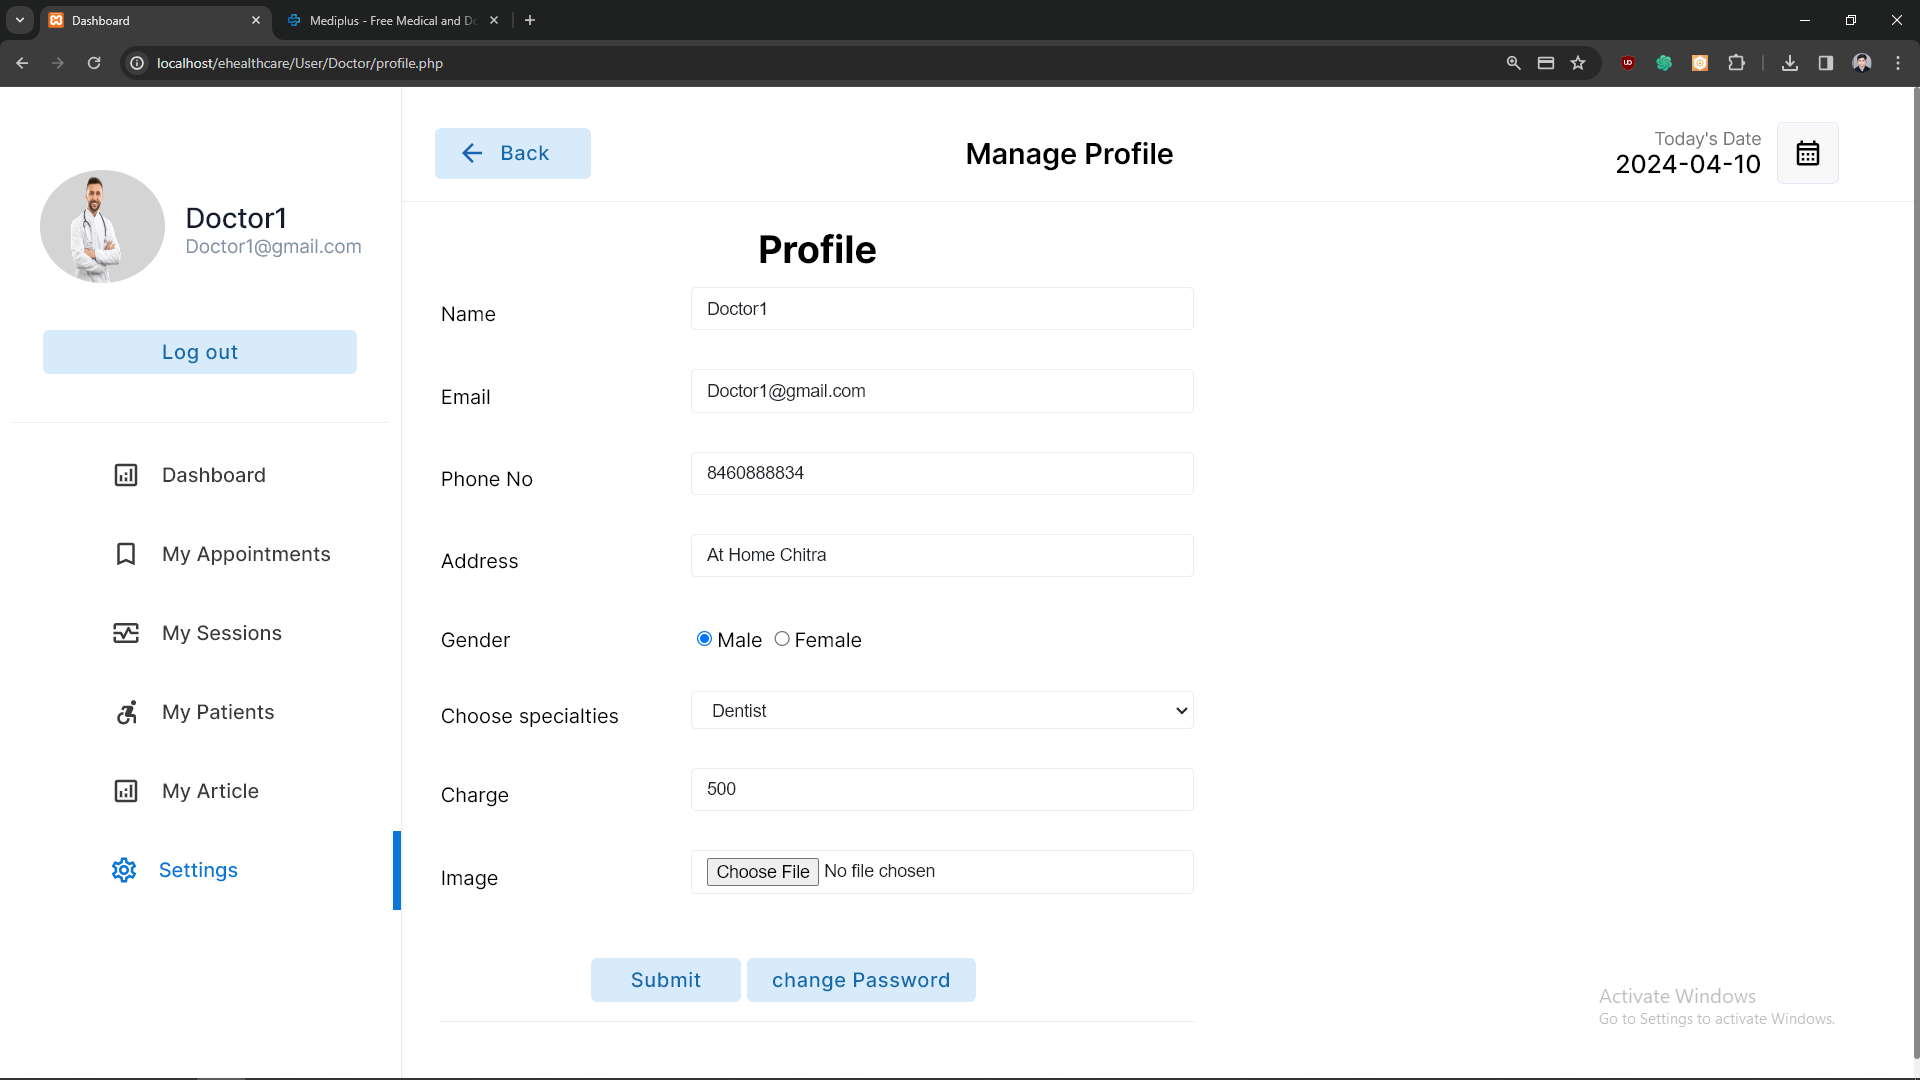 Dashboard
Mediplus - Free Medical and Do
localhost/ehealthcare/User/Doctor/profile.php
Back
Manage Profile
Today's Date
2024-04-10
Doctor1
Doctor1@gmail.com
Log out
Dashboard
My Appointments
My Sessions
My Patients
My Article
Settings
Profile
Name
Doctor1
Email
Doctor1@gmail.com
Phone No
8460888834
Address
At Home Chitra
Gender
Male Female
Choose specialties
Dentist
Charge
500
Image
Choose File No file chosen
Submit
change Password
Activate Windows
Go to Settings to activate Windows.